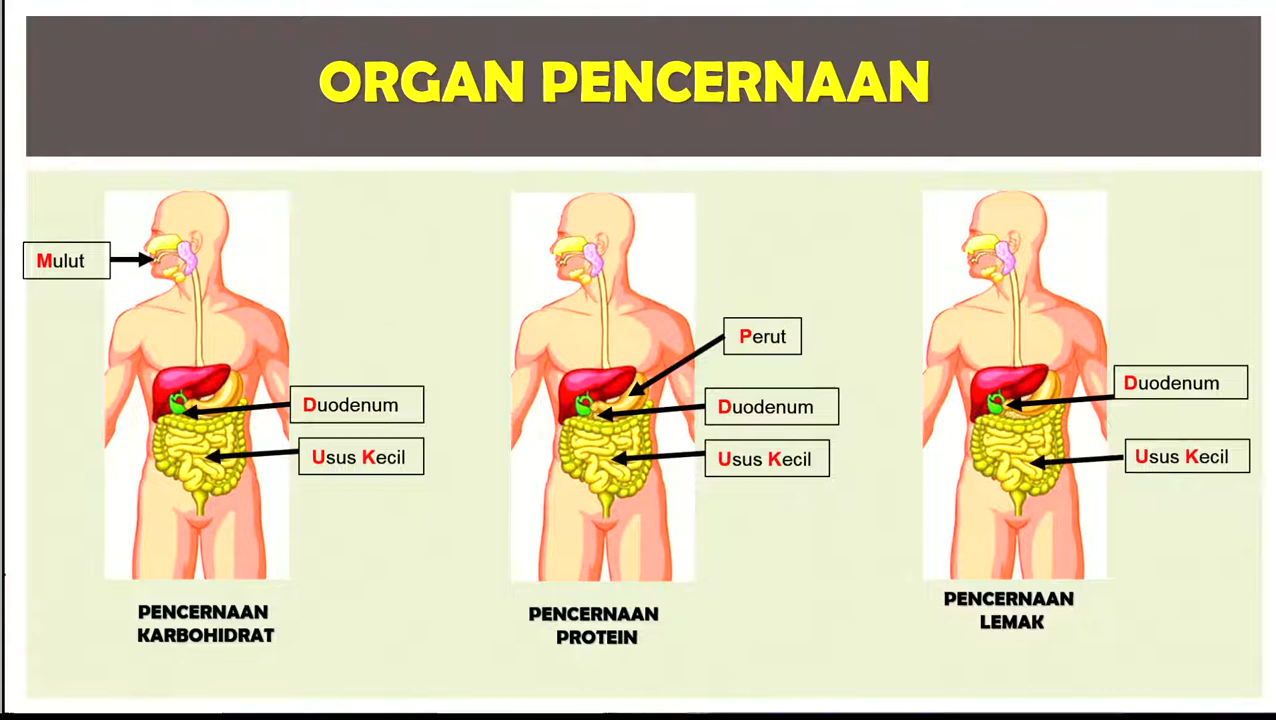 ORGAN PENCERNAAN
Mulut
Duodenum
Usus Kecil
PENCERNAAN
KARBOHIDRAT
Perut
Duodenum
Usus Kecil
PENCERNAAN
PROTEIN
Duodenum
Usus Kecil
PENCERNAAN
LEMAK